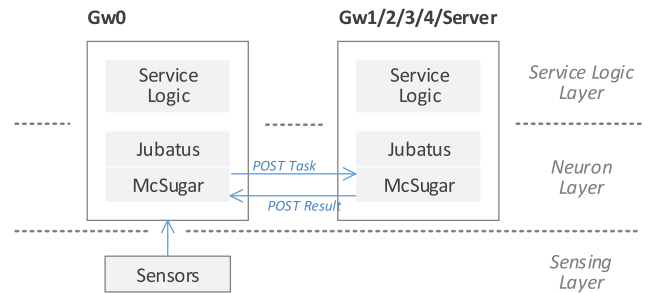 Gw0
Gw1/2/3/4/Server
Service
Logic
Service
Logic
Service Logic
Layer
Jubatus
McSugar
POST Task
POST Result
Jubatus
McSugar
Neuron
Layer
Sensors
Sensing
Layer